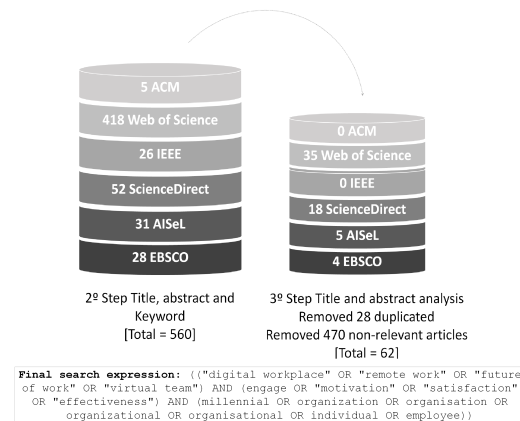 5 ACM
418 Web of Science
26 IEEE
52 ScienceDirect
31 AISeL
28 EBSCO
2º Step Title, abstract and
Keyword
[Total = 560]
0 ACM
35 Web of Science
0 IEEE
18 ScienceDirect
5 AISeL
4 EBSCO
3º Step Title and abstract analysis
Removed 28 duplicated
Removed 470 non-relevant articles
[Total = 62]
Final search expression: (("digital workplace" OR "remote work" OR "future
of work" OR "virtual team") AND (engage OR "motivation" OR "satisfaction"
OR "effectiveness") AND (millennial OR organization OR organisation OR
organizational OR organisational OR individual OR employee))